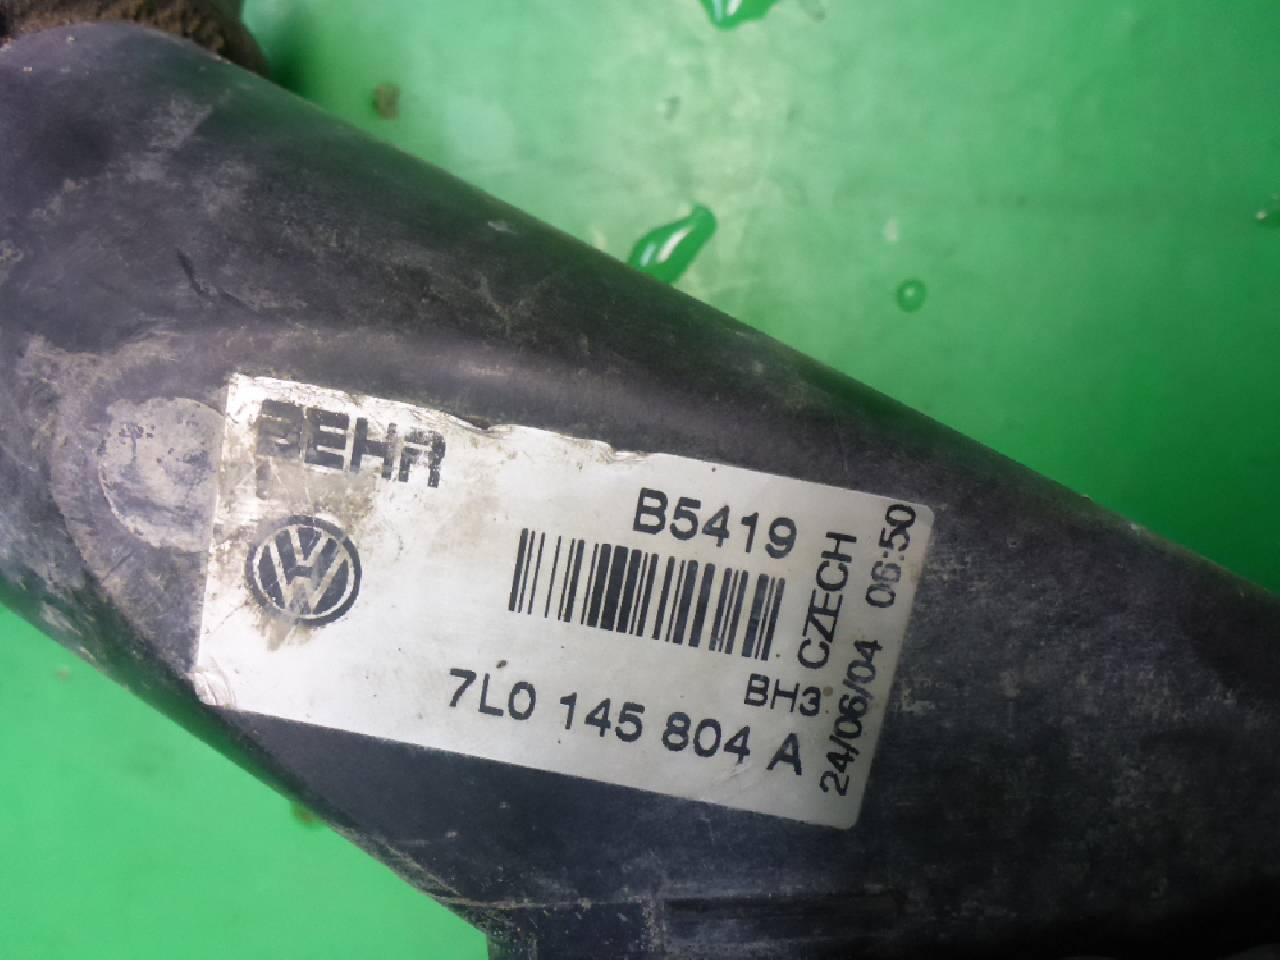 BEHR
B5419
BH3
7L0 145 804 A
CZECH
24/06/04 06:50